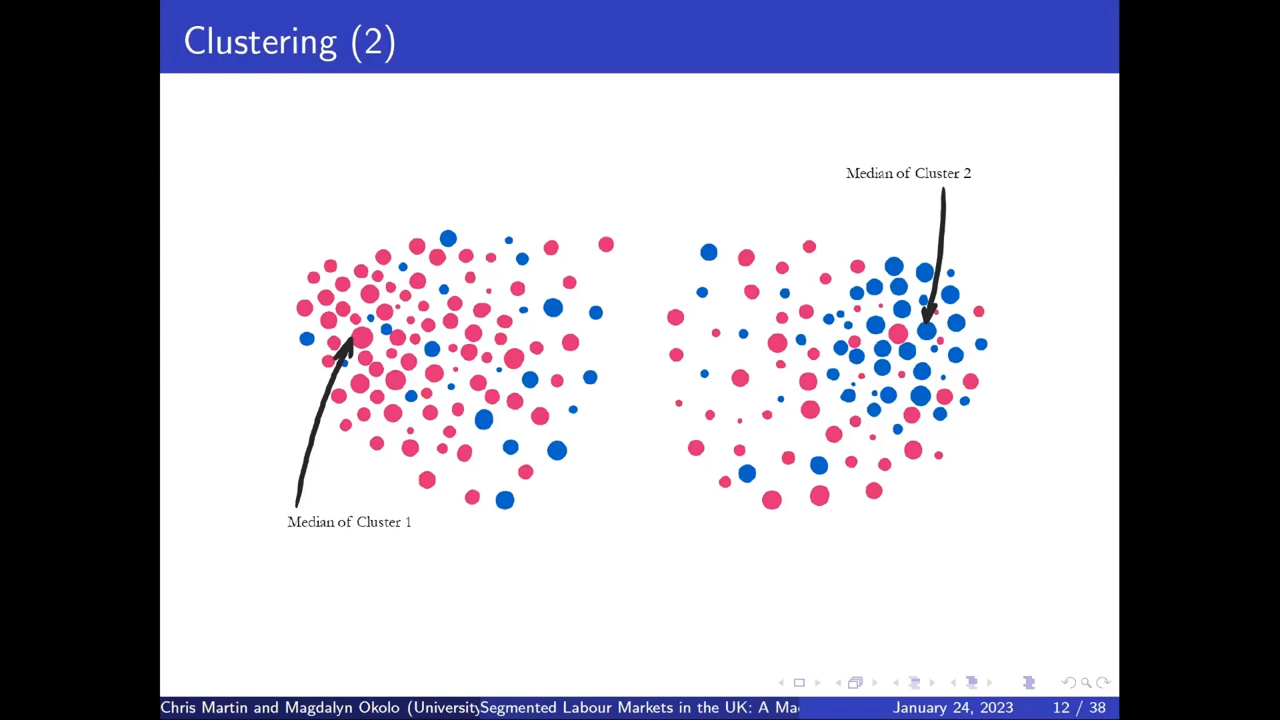 Clustering (2)
Median of Cluster 2
Median of Cluster 1
Chris Martin and Magdalyn Okolo (University
Segmented Labour Markets in the UK: A Ma
January 24, 2023
12 / 38